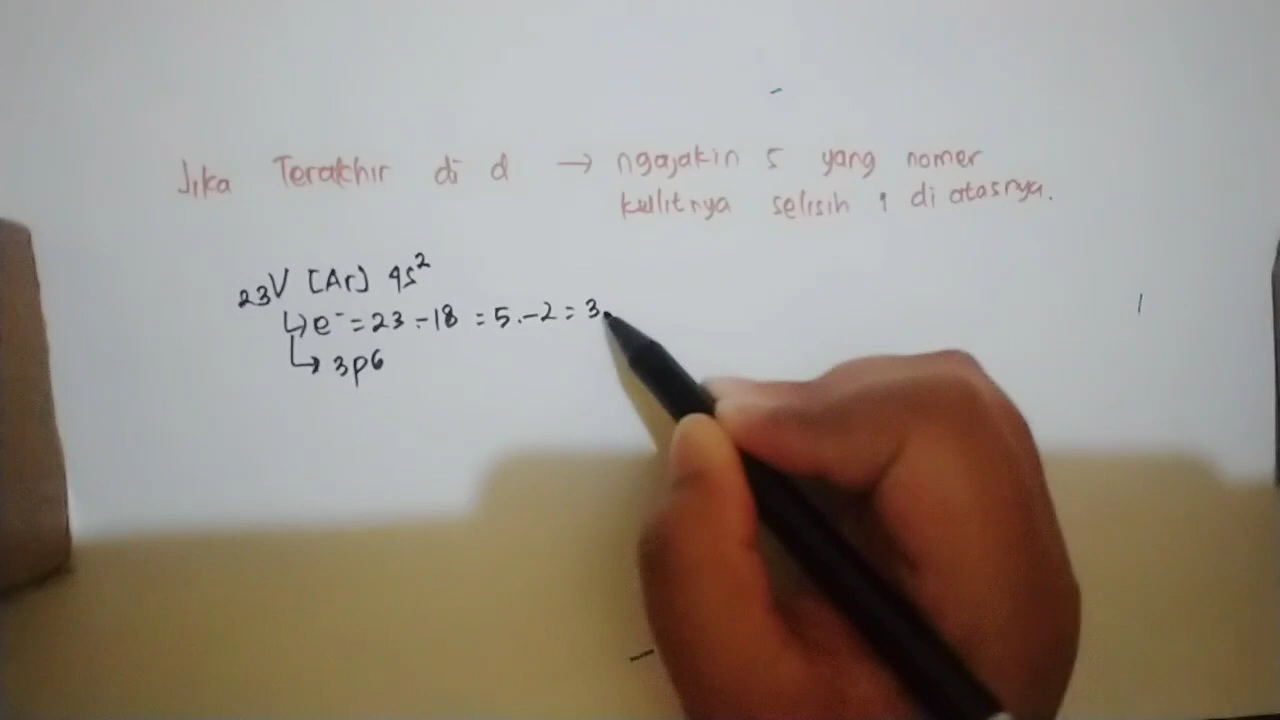 Jika Terakhir di d → ngajakin s yang nomer
kulitnya selisih 1 di atasnya.
₂₃V [Ar] 4s²
↳ e⁻ = 23 - 18 = 5 . - 2 = 3
↳ 3p6